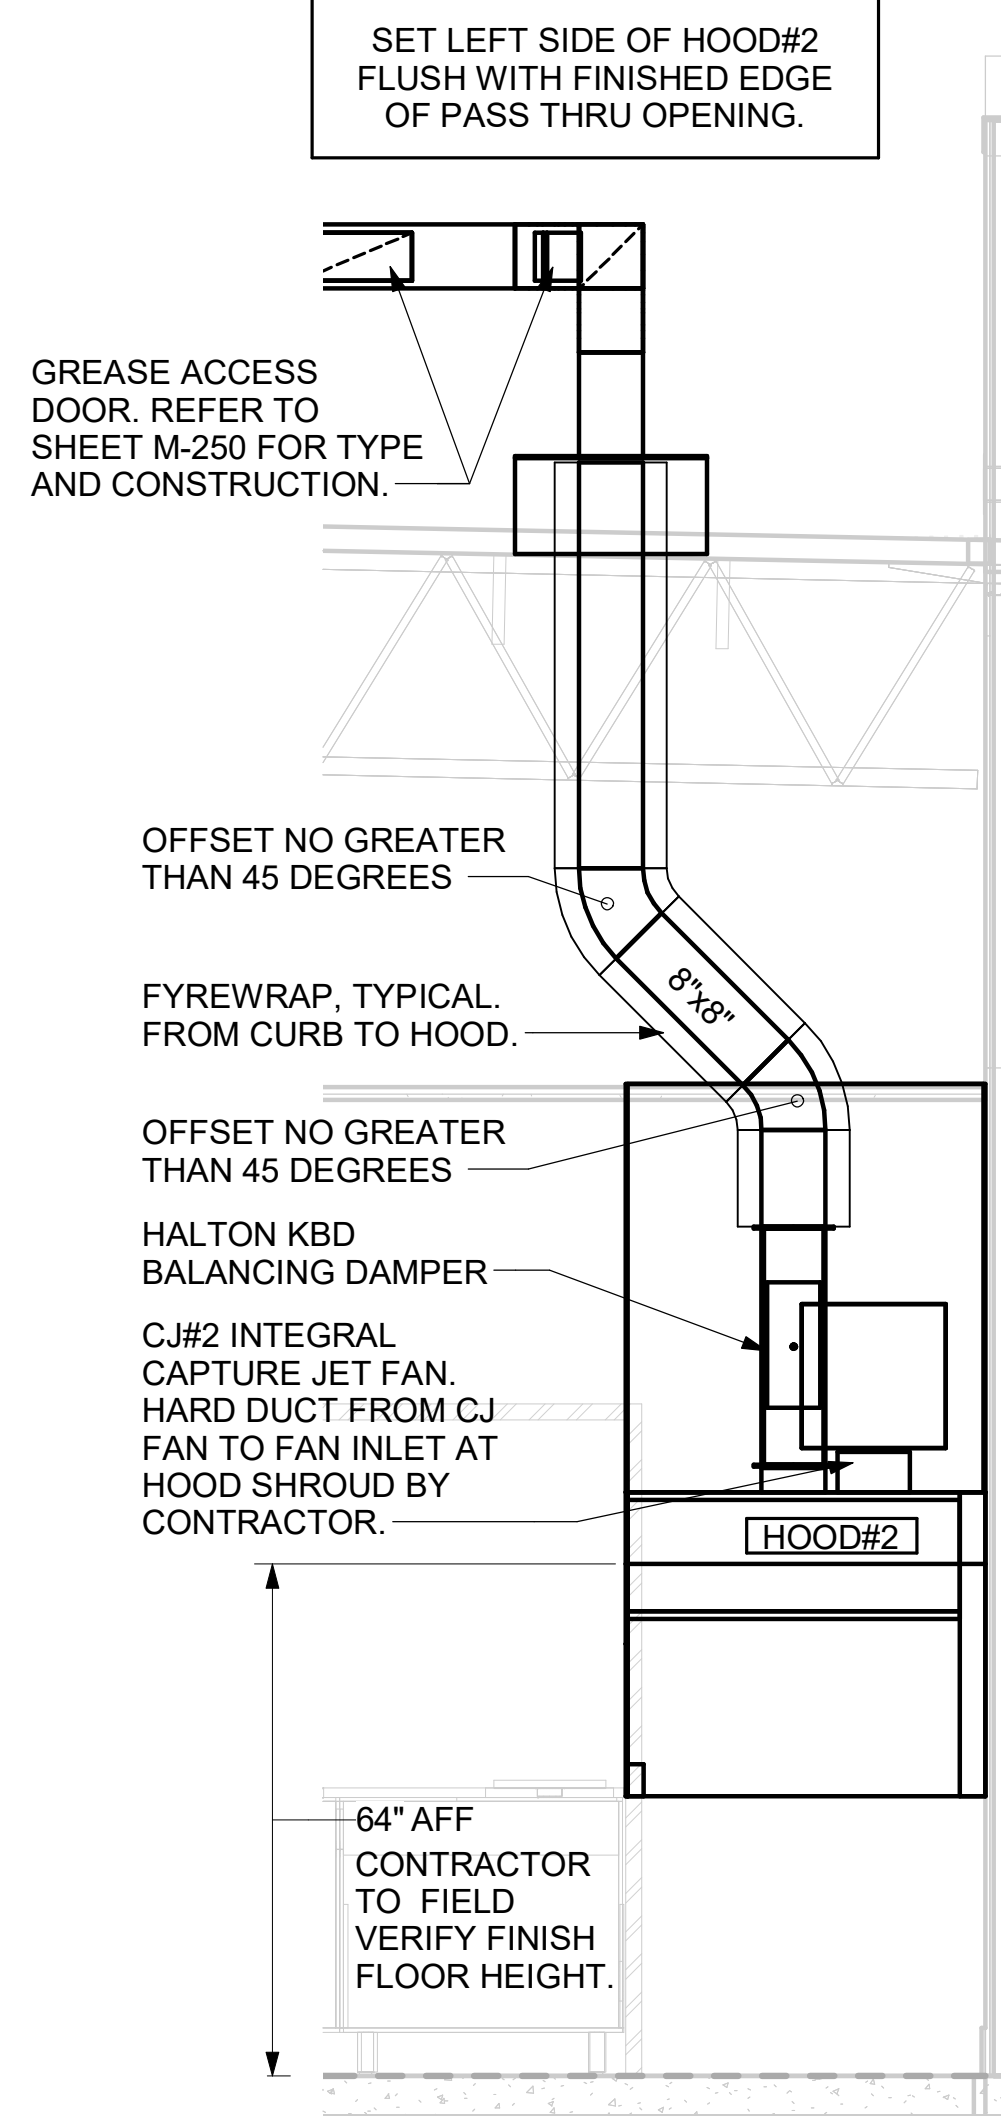 SET LEFT SIDE OF HOOD#2
FLUSH WITH FINISHED EDGE
OF PASS THRU OPENING.
GREASE ACCESS
DOOR. REFER TO
SHEET M-250 FOR TYPE
AND CONSTRUCTION.
OFFSET NO GREATER
THAN 45 DEGREES
FYREWRAP, TYPICAL.
FROM CURB TO HOOD.
8"x8"
OFFSET NO GREATER
THAN 45 DEGREES
HALTON KBD
BALANCING DAMPER
CJ#2 INTEGRAL
CAPTURE JET FAN.
HARD DUCT FROM CJ
FAN TO FAN INLET AT
HOOD SHROUD BY
CONTRACTOR.
HOOD#2
64" AFF
CONTRACTOR
TO FIELD
VERIFY FINISH
FLOOR HEIGHT.